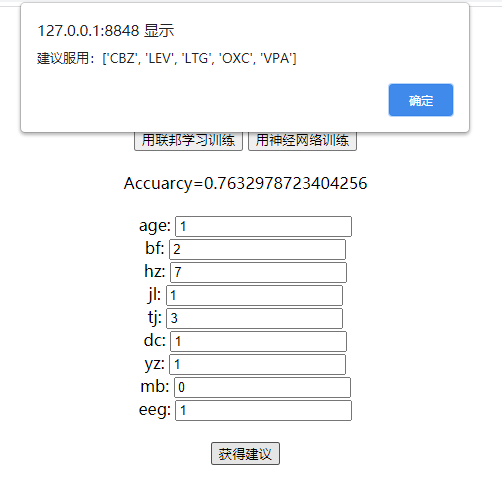 127.0.0.1:8848 显示
建议服用：['CBZ', 'LEV', 'LTG', 'OXC', 'VPA']
确定
用联邦学习训练 用神经网络训练
Accuarcy=0.7632978723404256
age: 1
bf: 2
hz: 7
jl: 1
tj: 3
dc: 1
yz: 1
mb: 0
eeg: 1
获得建议